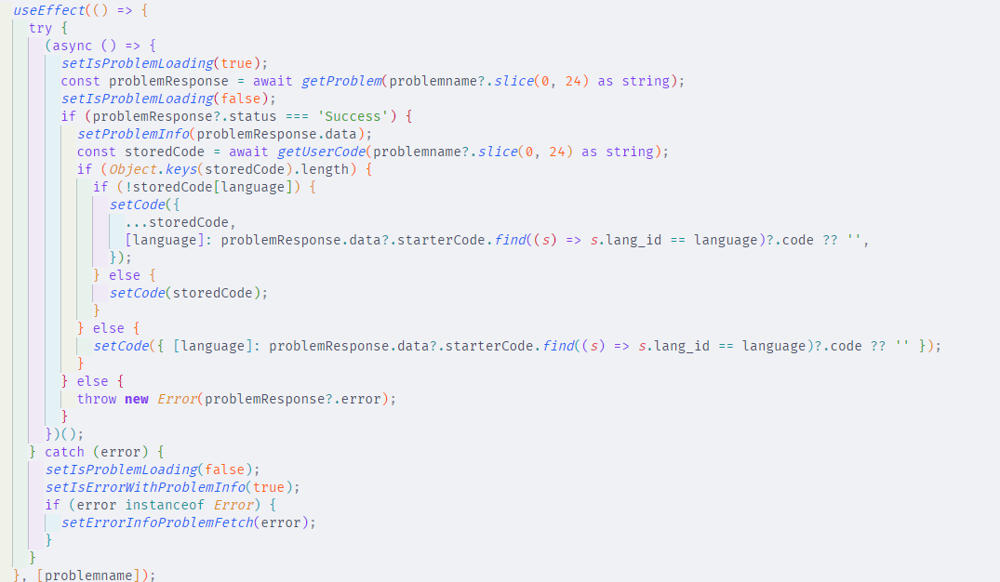 useEffect(() => {
try {
(async () => {
setIsProblemLoading(true);
const problemResponse = await getProblem(problemname?.slice(0, 24) as string);
setIsProblemLoading(false);
if (problemResponse?.status === 'Success') {
setProblemInfo(problemResponse.data);
const storedCode = await getUserCode(problemname?.slice(0, 24) as string);
if (Object.keys(storedCode).length) {
if (!storedCode[language]) {
setCode({
...storedCode,
[language]: problemResponse.data?.starterCode.find((s) => s.lang_id == language)?.code ?? '',
});
} else {
setCode(storedCode);
}
} else {
setCode({ [language]: problemResponse.data?.starterCode.find((s) => s.lang_id == language)?.code ?? '' });
}
} else {
throw new Error(problemResponse?.error);
}
})();
} catch (error) {
setIsProblemLoading(false);
setIsErrorWithProblemInfo(true);
if (error instanceof Error) {
setErrorInfoProblemFetch(error);
}
}
}, [problemname]);